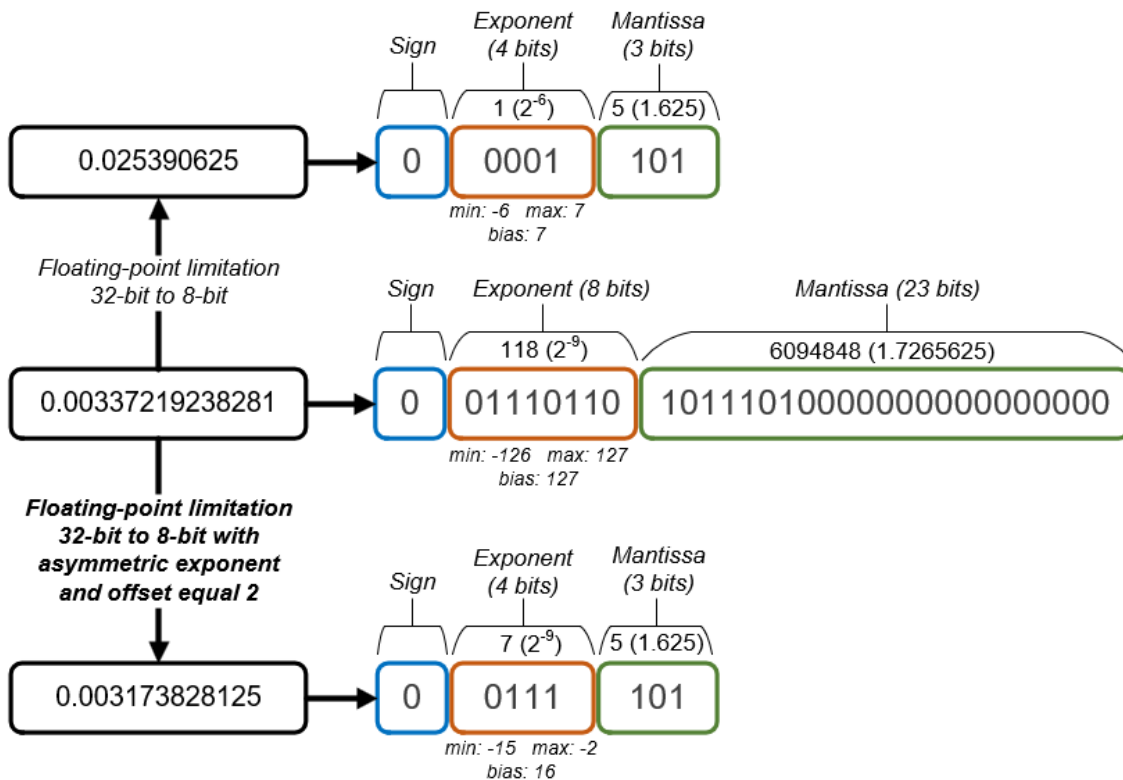 Sign
Exponent
(4 bits)
Mantissa
(3 bits)
1 (2⁻⁶)
5 (1.625)
0.025390625
0
0001
101
min: -6 max: 7
bias: 7
Floating-point limitation
32-bit to 8-bit
Sign
Exponent (8 bits)
Mantissa (23 bits)
118 (2⁻⁹)
6094848 (1.7265625)
0.00337219238281
0
01110110
10111010000000000000000
min: -126 max: 127
bias: 127
Floating-point limitation
32-bit to 8-bit with
asymmetric exponent
and offset equal 2
Sign
Exponent
(4 bits)
Mantissa
(3 bits)
7 (2⁻⁹)
5 (1.625)
0.003173828125
0
0111
101
min: -15 max: -2
bias: 16